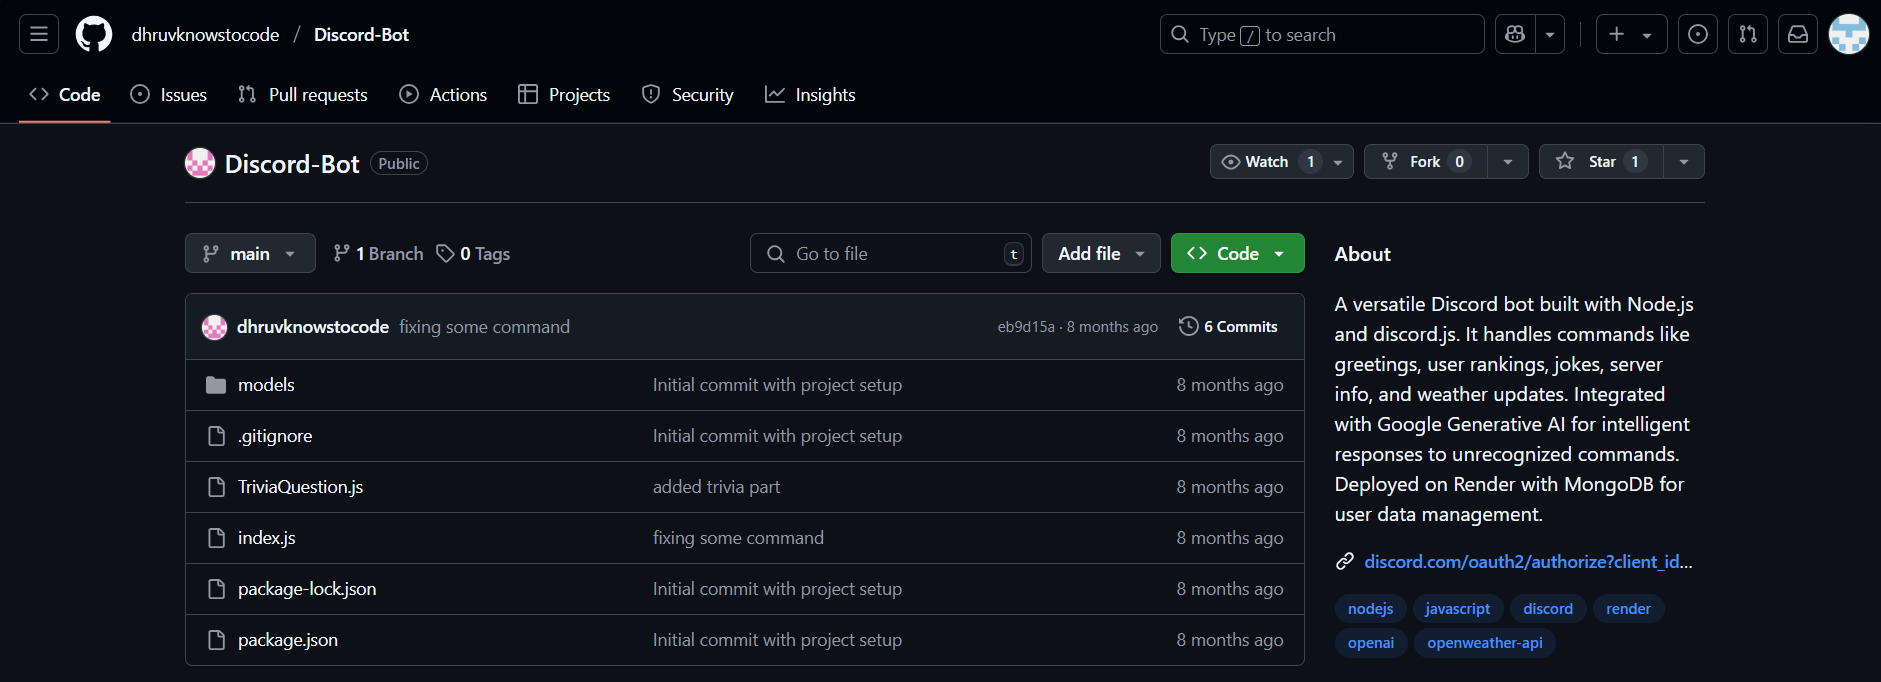 dhruvknowstocode / Discord-Bot
Type / to search
Code Issues Pull requests Actions Projects Security Insights
Discord-Bot Public
Watch 1 Fork 0 Star 1
main 1 Branch 0 Tags Go to file t Add file Code
dhruvknowstocode fixing some command eb9d15a · 8 months ago 6 Commits
models Initial commit with project setup 8 months ago
.gitignore Initial commit with project setup 8 months ago
TriviaQuestion.js added trivia part 8 months ago
index.js fixing some command 8 months ago
package-lock.json Initial commit with project setup 8 months ago
package.json Initial commit with project setup 8 months ago
About
A versatile Discord bot built with Node.js
and discord.js. It handles commands like
greetings, user rankings, jokes, server
info, and weather updates. Integrated
with Google Generative AI for intelligent
responses to unrecognized commands.
Deployed on Render with MongoDB for
user data management.
discord.com/oauth2/authorize?client_id...
nodejs javascript discord render
openai openweather-api